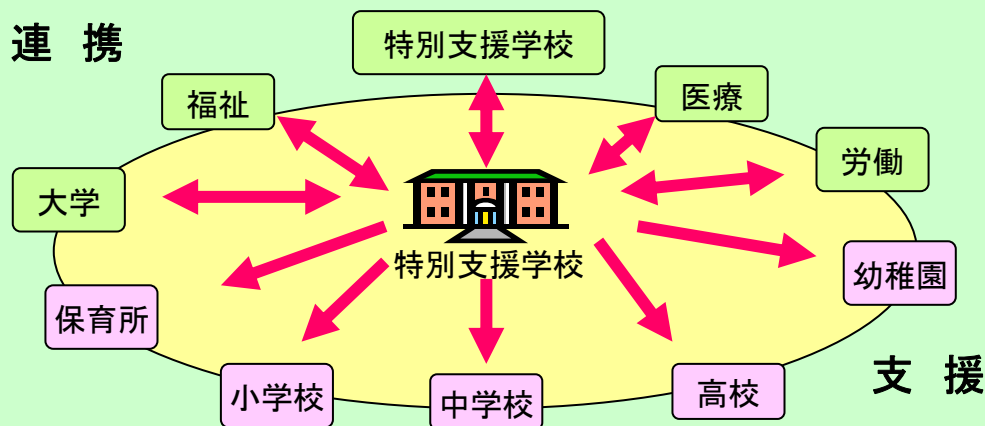 連 携
特別支援学校
福祉
医療
労働
大学
特別支援学校
幼稚園
保育所
小学校
中学校
高校
支 援